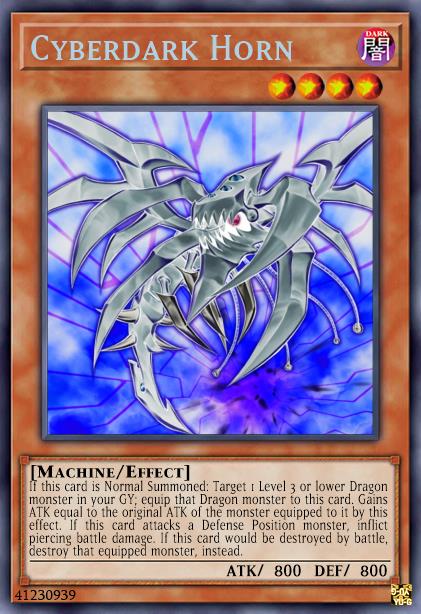 CYBERDARK HORN
DARK
闇
[MACHINE/EFFECT]
If this card is Normal Summoned: Target 1 Level 3 or lower Dragon
monster in your GY; equip that Dragon monster to this card. Gains
ATK equal to the original ATK of the monster equipped to it by this
effect. If this card attacks a Defense Position monster, inflict
piercing battle damage. If this card would be destroyed by battle,
destroy that equipped monster, instead.
ATK/ 800 DEF/ 800
41230939